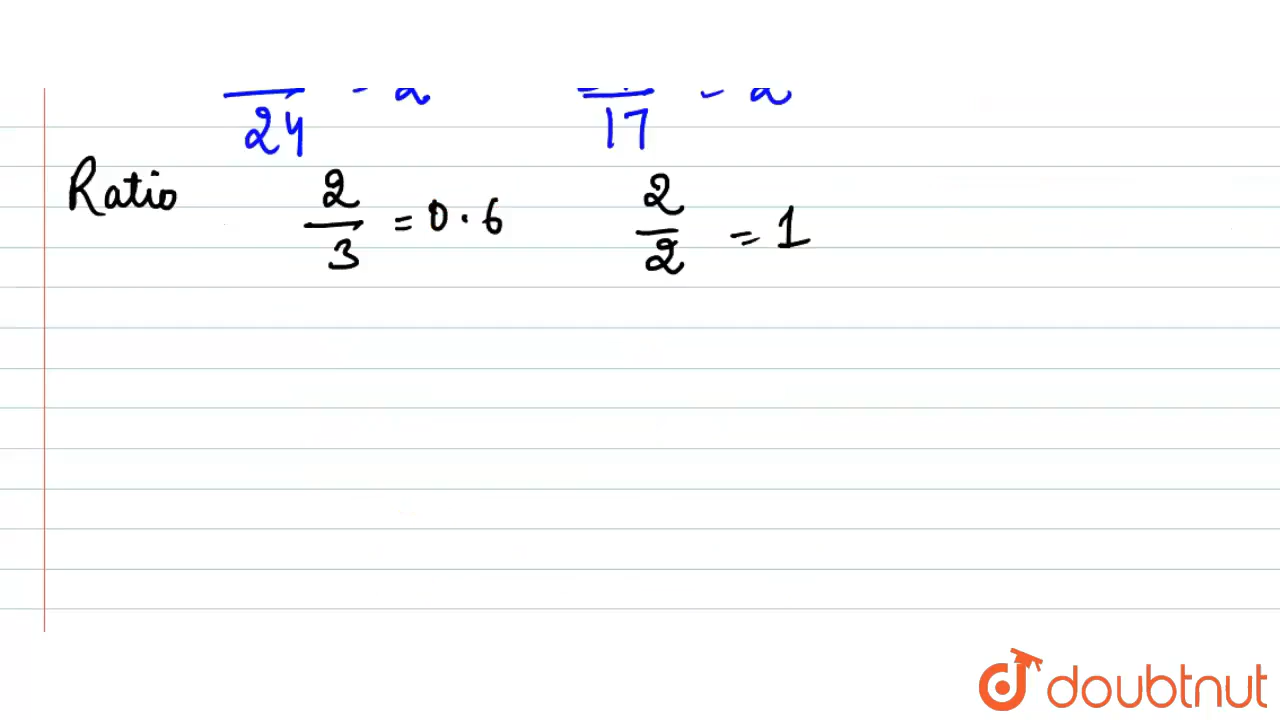 24 17
Ratio 2/3 = 0.6 2/2 = 1
doubtnut